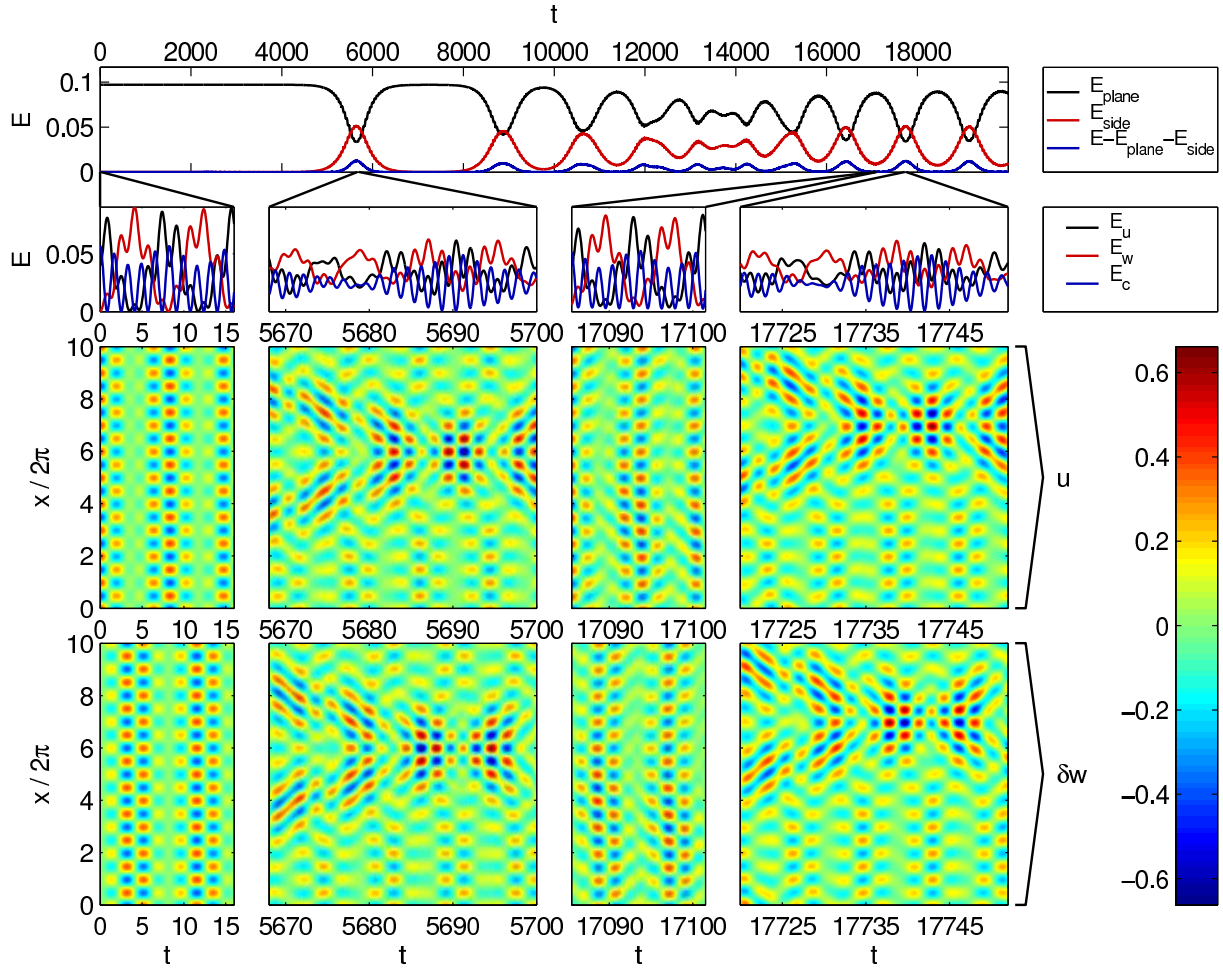 t
0 2000 4000 6000 8000 10000 12000 14000 16000 18000
E
0.1
0.05
0
E_plane
E_side
E−E_plane−E_side
E
0.05
0
E_u
E_w
E_c
0 5 10 15 5670 5680 5690 5700 17090 17100 17725 17735 17745
x / 2π
10
8
6
4
2
0
u
0 5 10 15 5670 5680 5690 5700 17090 17100 17725 17735 17745
x / 2π
10
8
6
4
2
0
δw
0 5 10 15 5670 5680 5690 5700 17090 17100 17725 17735 17745
t t t t
0.6
0.4
0.2
0
−0.2
−0.4
−0.6